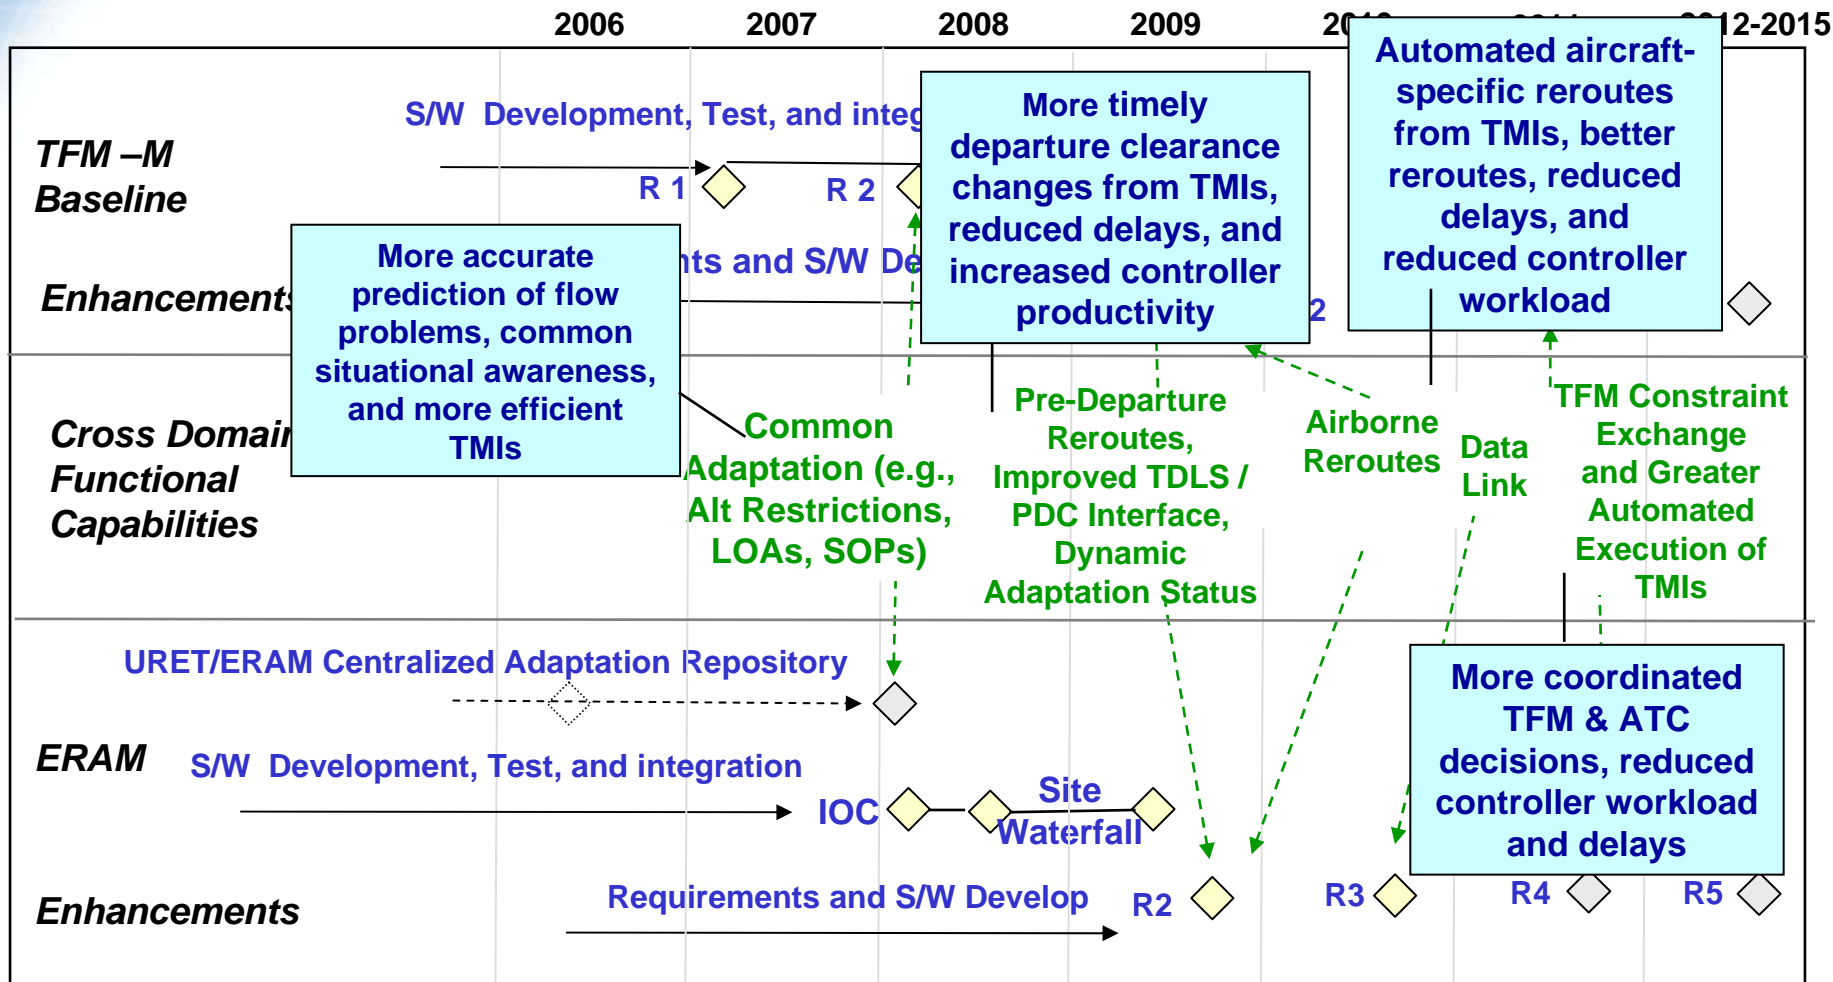 2006 2007 2008 2009
12-2015
S/W Development, Test, and integ
TFM –M
Baseline
R 1
R 2
More timely
departure clearance
changes from TMIs,
reduced delays, and
increased controller
productivity
Automated aircraft-
specific reroutes
from TMIs, better
reroutes, reduced
delays, and
reduced controller
workload
More accurate
prediction of flow
problems, common
situational awareness,
and more efficient
TMIs
nts and S/W De
Enhancements
2
Cross Domain
Functional
Capabilities
Common
Adaptation (e.g.,
Alt Restrictions,
LOAs, SOPs)
Pre-Departure
Reroutes,
Improved TDLS /
PDC Interface,
Dynamic
Adaptation Status
Airborne
Reroutes
Data
Link
TFM Constraint
Exchange
and Greater
Automated
Execution of
TMIs
URET/ERAM Centralized Adaptation Repository
ERAM
S/W Development, Test, and integration
IOC
Site
Waterfall
More coordinated
TFM & ATC
decisions, reduced
controller workload
and delays
Enhancements
Requirements and S/W Develop
R2
R3
R4
R5